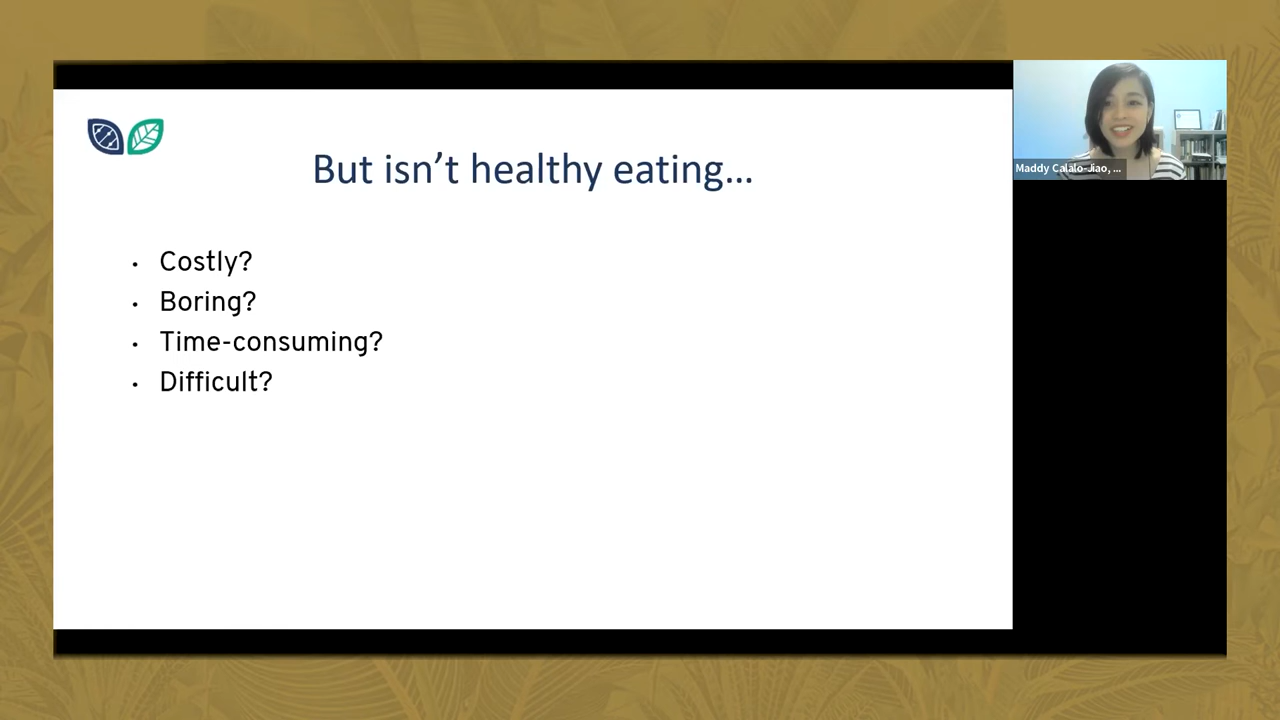 But isn’t healthy eating...
• Costly?
• Boring?
• Time-consuming?
• Difficult?
Maddy Calalo-Jiao, ...